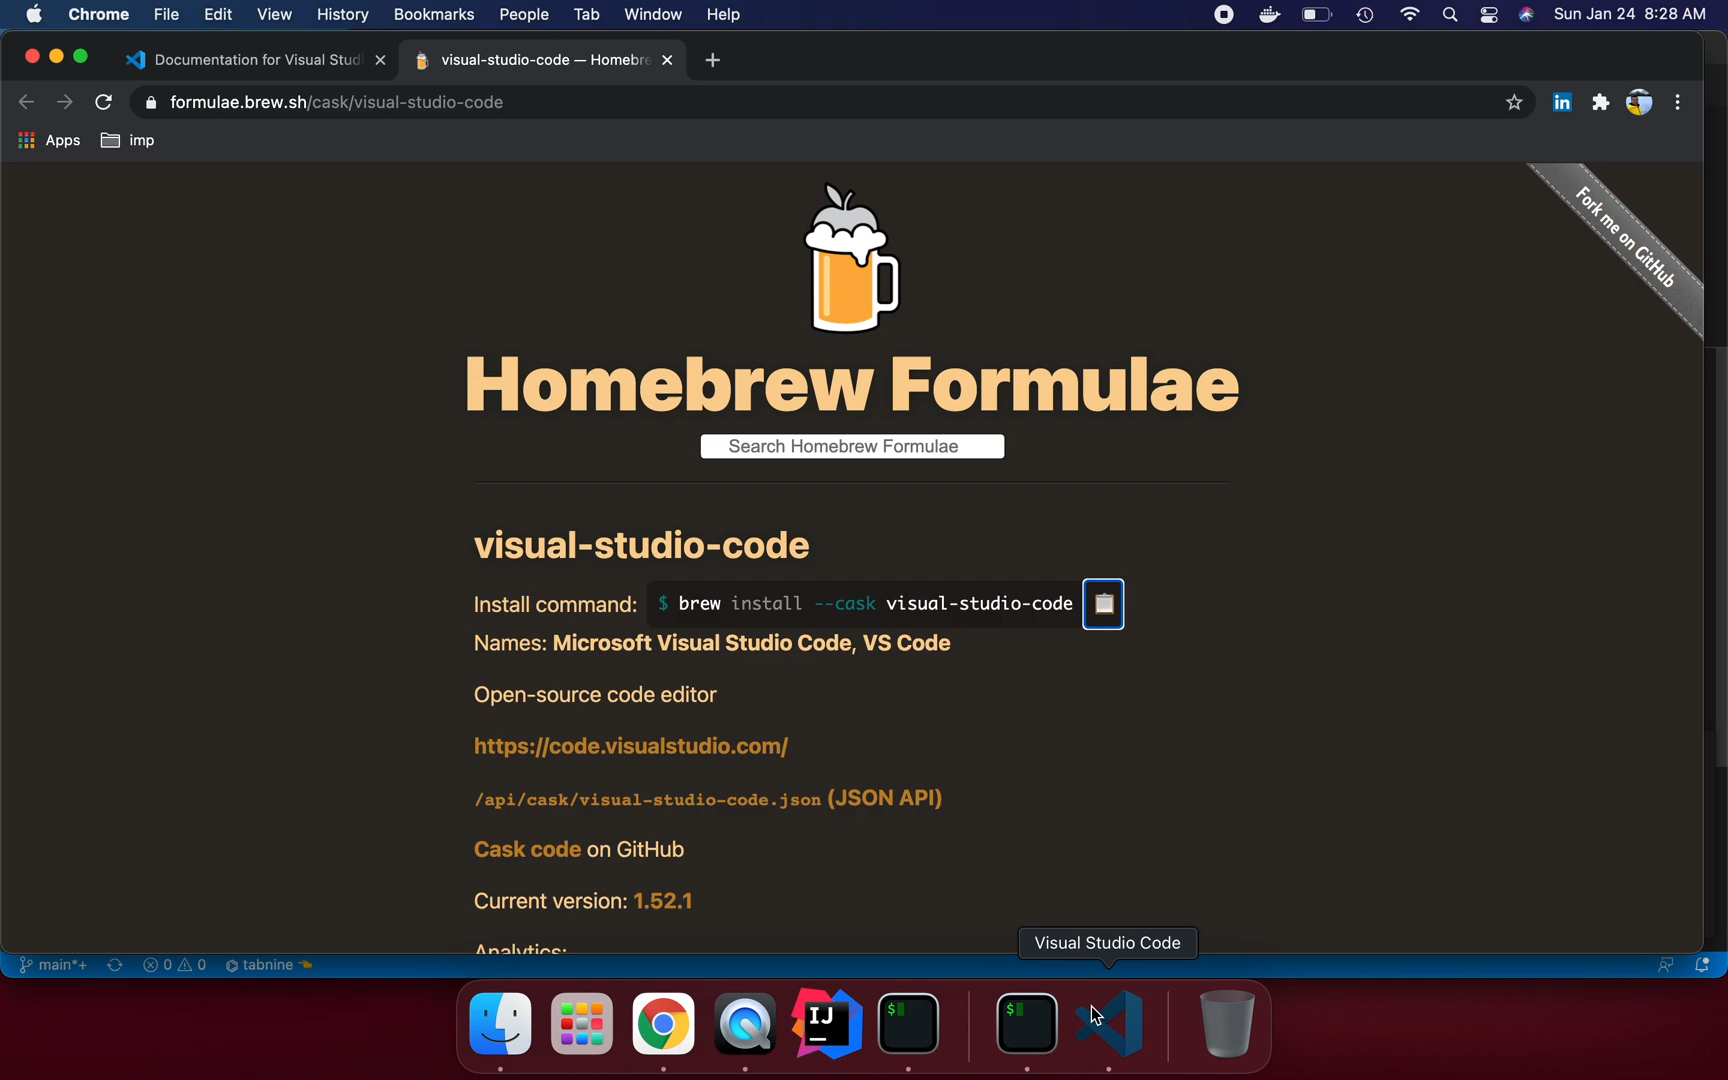 Chrome File Edit View History Bookmarks People Tab Window Help Sun Jan 24 8:28 AM
Documentation for Visual Studi
visual-studio-code — Homebre
formulae.brew.sh/cask/visual-studio-code
in
Apps imp
Fork me on GitHub
Homebrew Formulae
Search Homebrew Formulae
visual-studio-code
Install command: $ brew install --cask visual-studio-code
Names: Microsoft Visual Studio Code, VS Code
Open-source code editor
https://code.visualstudio.com/
/api/cask/visual-studio-code.json (JSON API)
Cask code on GitHub
Current version: 1.52.1
Analytics:
Visual Studio Code
main*+ 0 0 tabnine
IJ
$
$